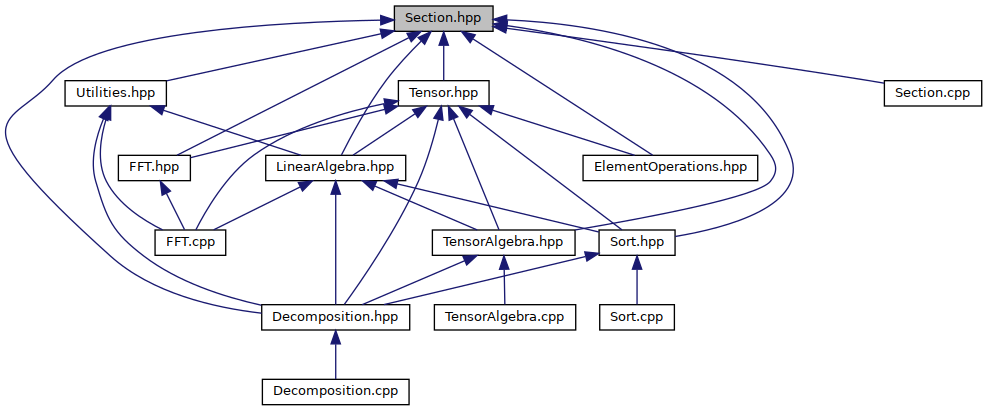 Section.hpp
Utilities.hpp
Tensor.hpp
Section.cpp
FFT.hpp
LinearAlgebra.hpp
ElementOperations.hpp
FFT.cpp
TensorAlgebra.hpp
Sort.hpp
Decomposition.hpp
TensorAlgebra.cpp
Sort.cpp
Decomposition.cpp